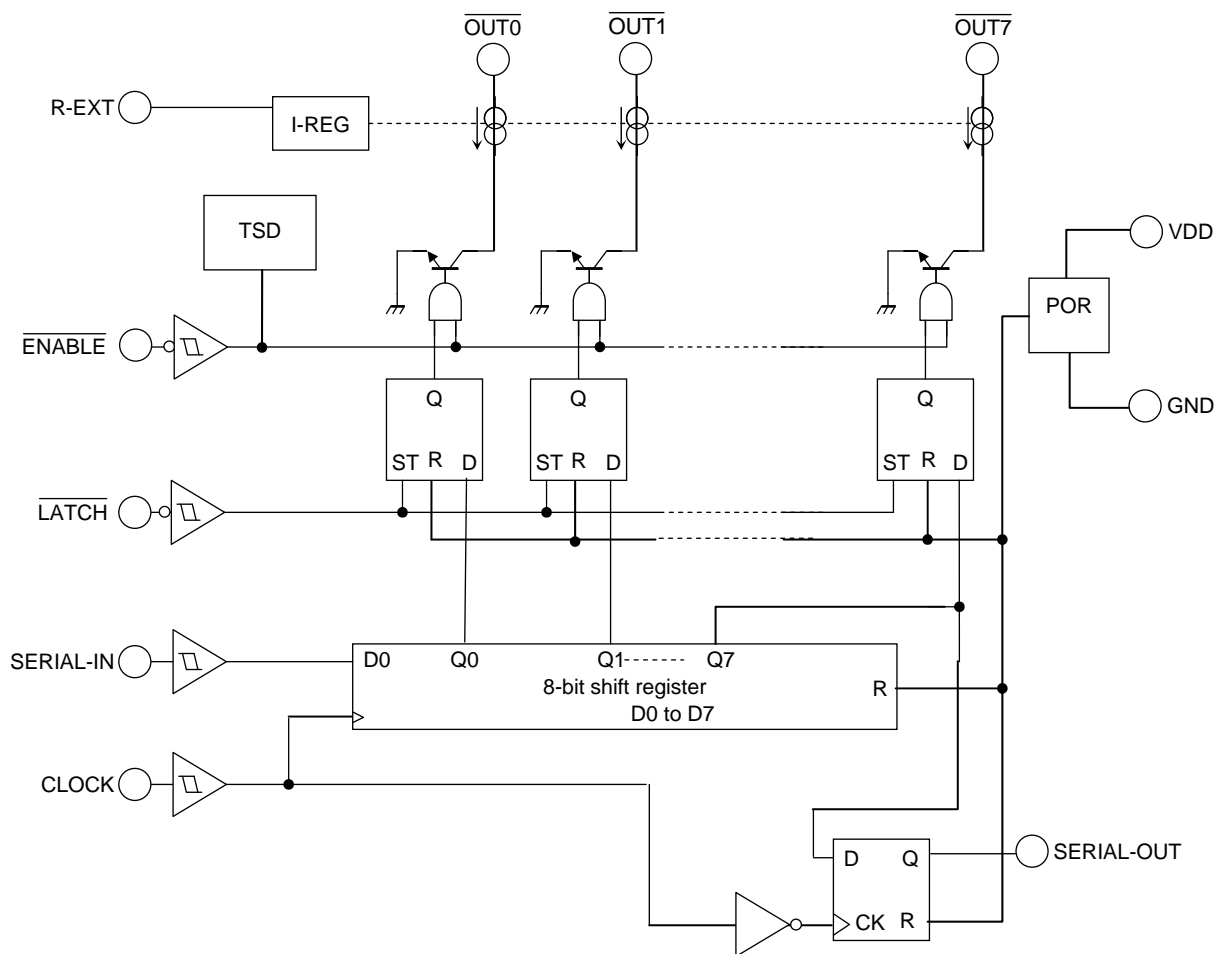 OUT0 OUT1 OUT7
R-EXT
I-REG
TSD
VDD
POR
ENABLE
GND
Q Q Q
ST R D ST R D ST R D
LATCH
SERIAL-IN
D0 Q0 Q1 Q7
8-bit shift register
R
D0 to D7
CLOCK
D Q
SERIAL-OUT
CK R